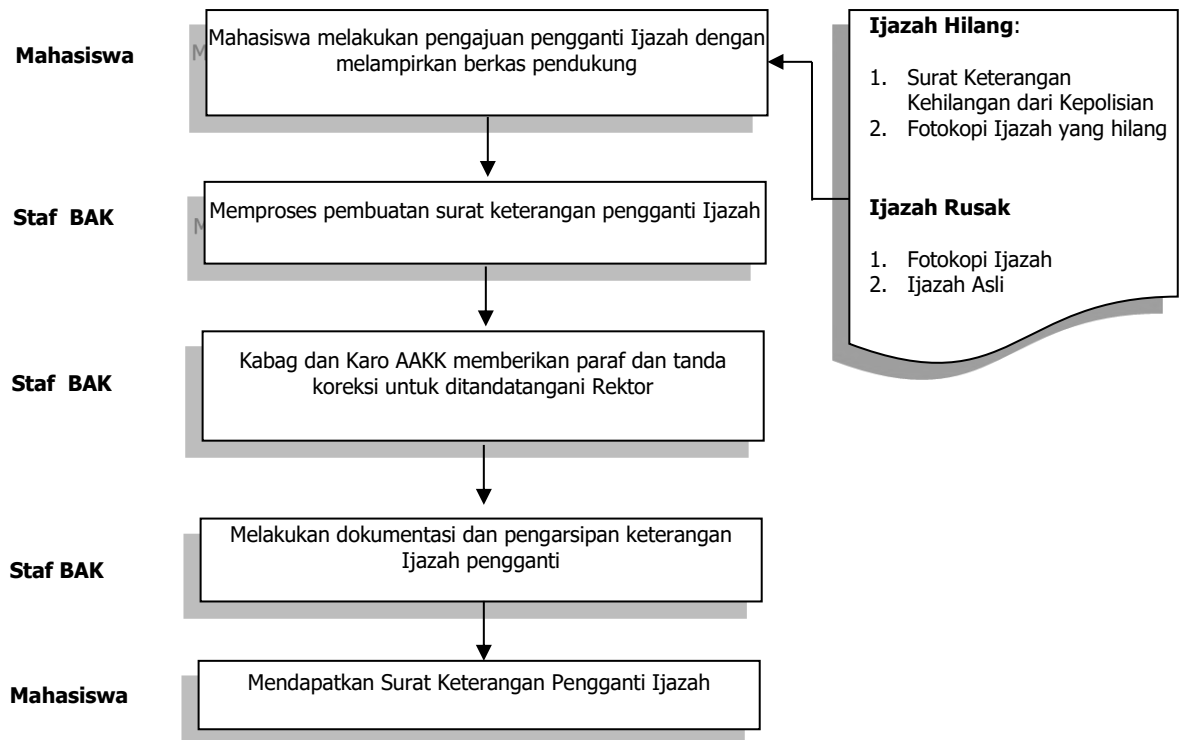 Mahasiswa
Mahasiswa melakukan pengajuan pengganti Ijazah dengan
melampirkan berkas pendukung
Ijazah Hilang:
1. Surat Keterangan
Kehilangan dari Kepolisian
2. Fotokopi Ijazah yang hilang
Ijazah Rusak
1. Fotokopi Ijazah
2. Ijazah Asli
Staf BAK
Memproses pembuatan surat keterangan pengganti Ijazah
Staf BAK
Kabag dan Karo AAKK memberikan paraf dan tanda
koreksi untuk ditandatangani Rektor
Staf BAK
Melakukan dokumentasi dan pengarsipan keterangan
Ijazah pengganti
Mahasiswa
Mendapatkan Surat Keterangan Pengganti Ijazah